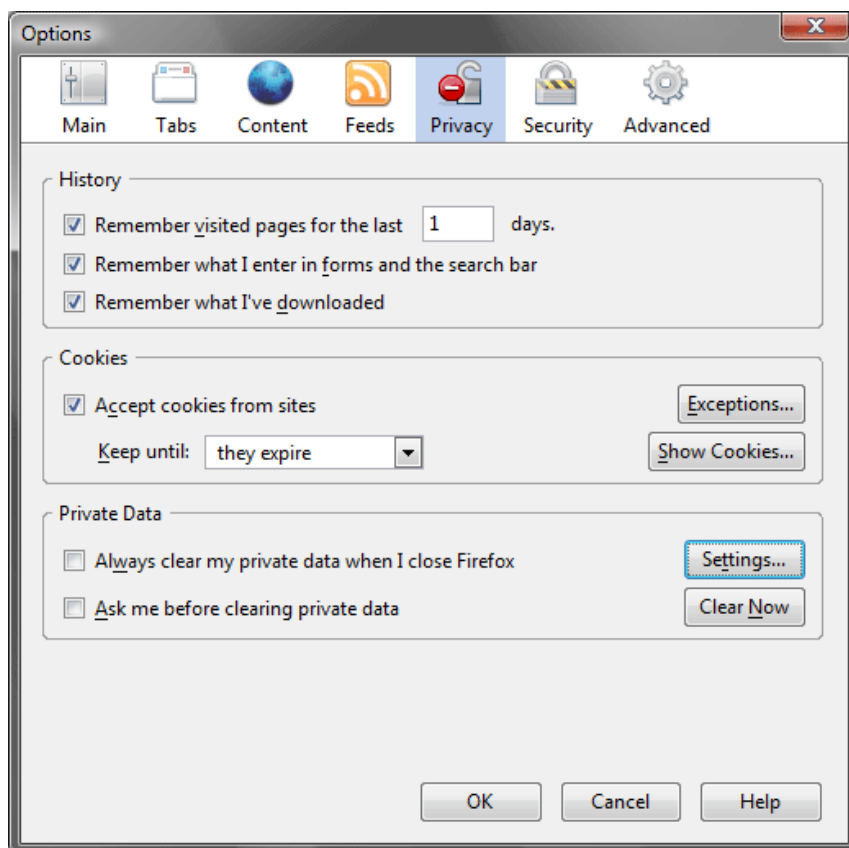 Options
Main Tabs Content Feeds Privacy Security Advanced
History
Remember visited pages for the last 1 days.
Remember what I enter in forms and the search bar
Remember what I've downloaded
Cookies
Accept cookies from sites Exceptions...
Keep until: they expire Show Cookies...
Private Data
Always clear my private data when I close Firefox Settings...
Ask me before clearing private data Clear Now
OK Cancel Help